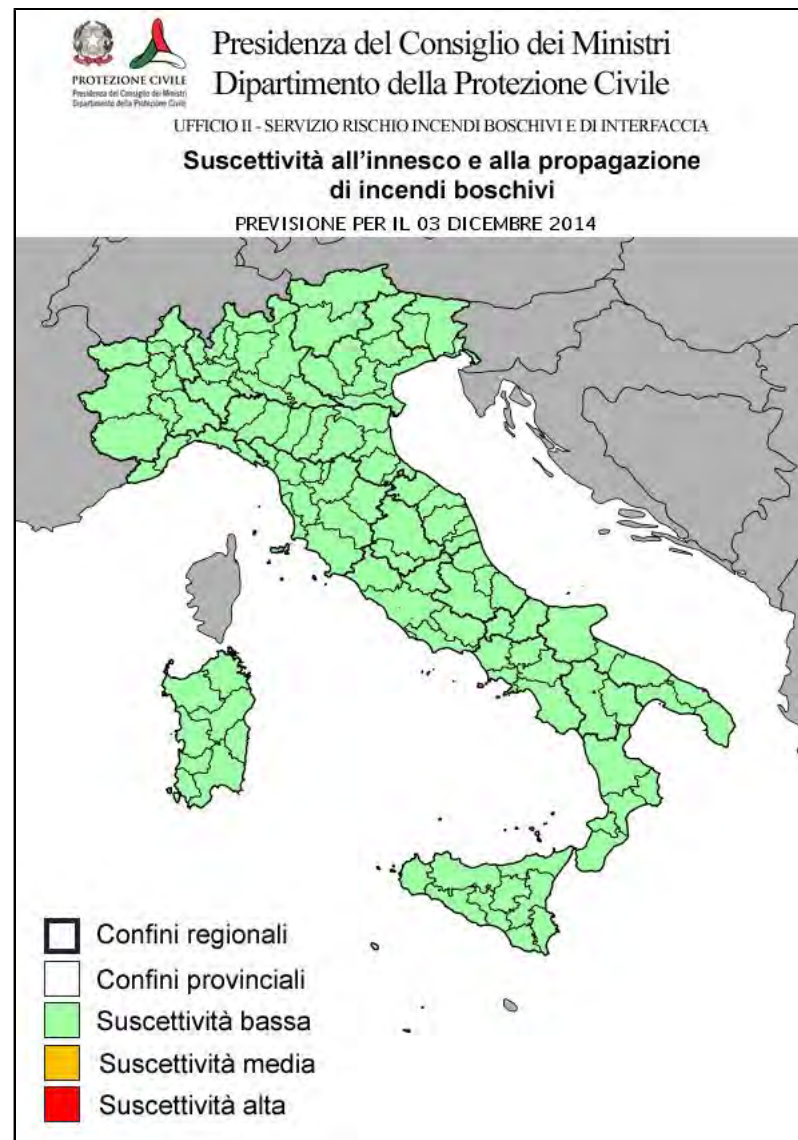 Presidenza del Consiglio dei Ministri
Dipartimento della Protezione Civile
PROTEZIONE CIVILE
Presidenza del Consiglio dei Ministri
Dipartimento della Protezione Civile
UFFICIO II - SERVIZIO RISCHIO INCENDI BOSCHIVI E DI INTERFACCIA
Suscettività all'innesco e alla propagazione
di incendi boschivi
PREVISIONE PER IL 03 DICEMBRE 2014
Confini regionali
Confini provinciali
Suscettività bassa
Suscettività media
Suscettività alta